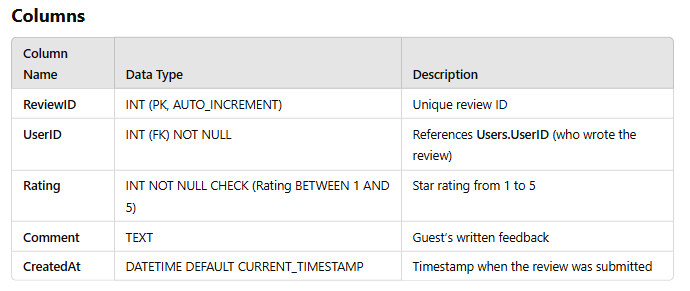 Columns
Column
Name
Data Type
Description
ReviewID
INT (PK, AUTO_INCREMENT)
Unique review ID
UserID
INT (FK) NOT NULL
References Users.UserID (who wrote the
review)
Rating
INT NOT NULL CHECK (Rating BETWEEN 1 AND
5)
Star rating from 1 to 5
Comment
TEXT
Guest's written feedback
CreatedAt
DATETIME DEFAULT CURRENT_TIMESTAMP
Timestamp when the review was submitted